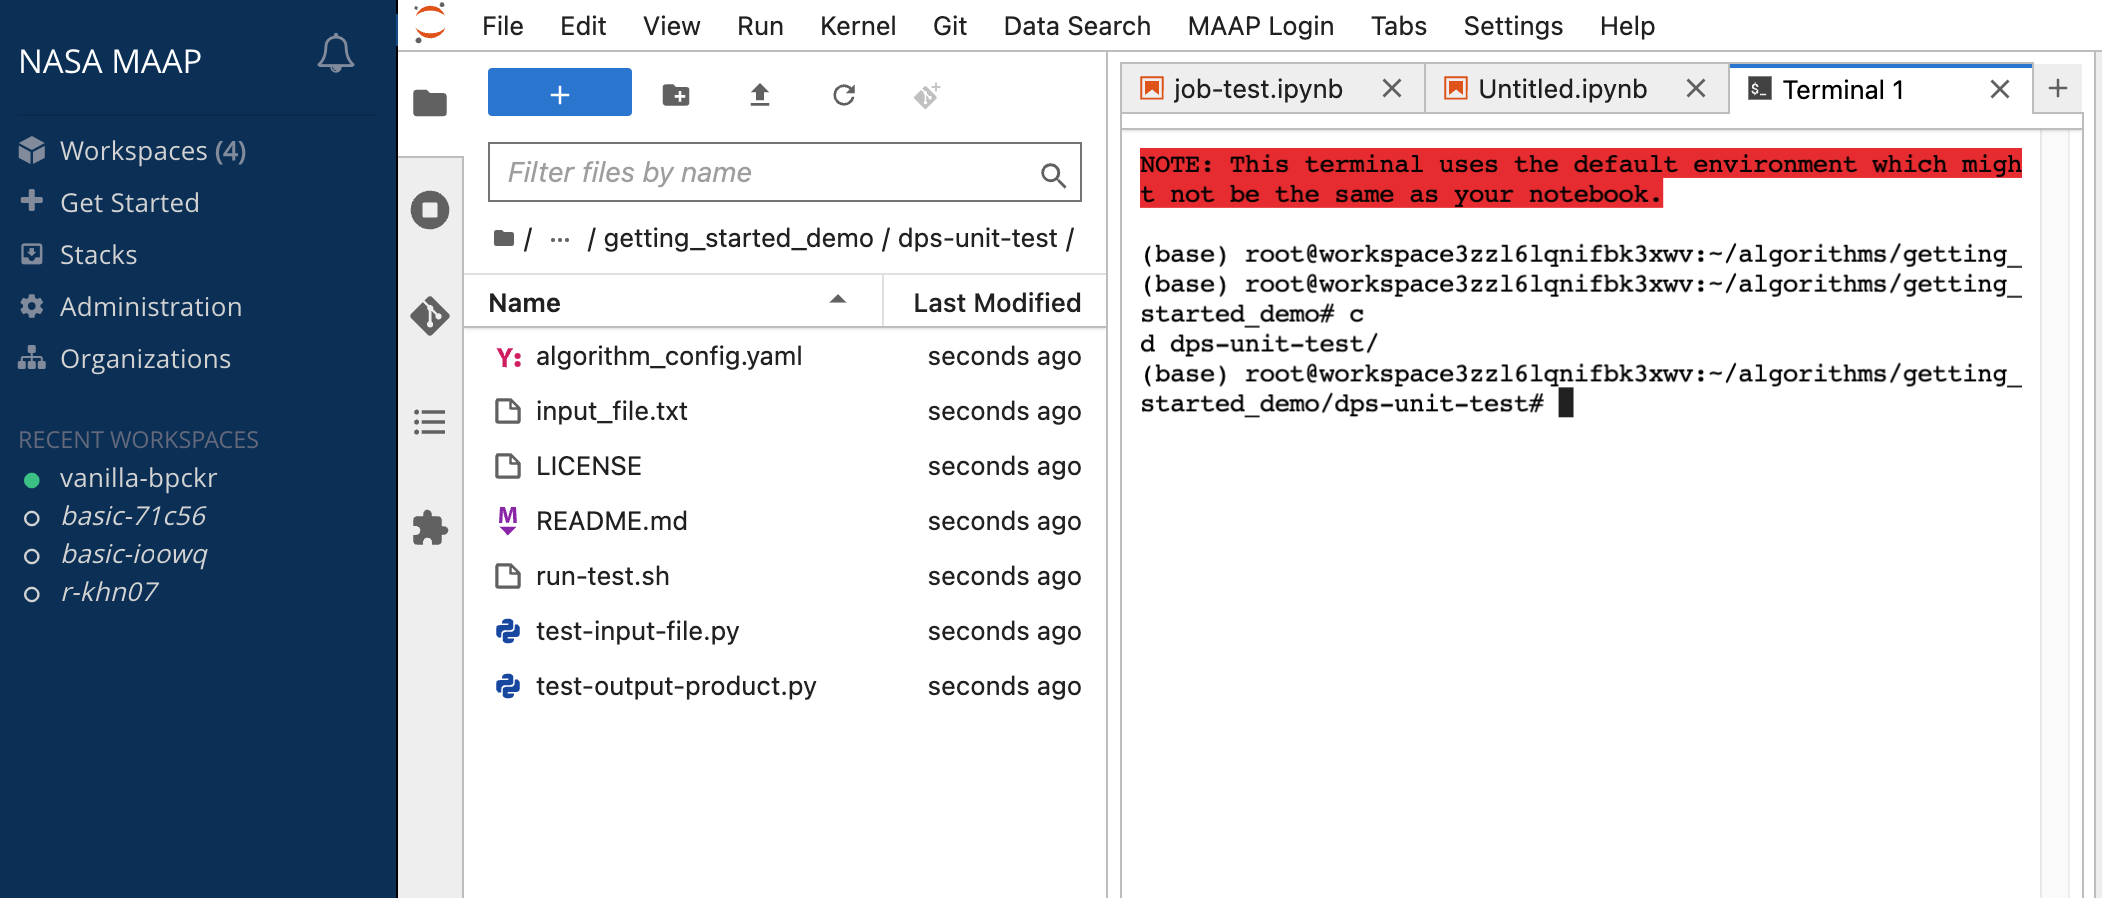 NASA MAAP
Workspaces (4)
Get Started
Stacks
Administration
Organizations
RECENT WORKSPACES
vanilla-bpckr
basic-71c56
basic-ioowq
r-khn07
File Edit View Run Kernel Git Data Search MAAP Login Tabs Settings Help
+
Filter files by name
/ ... / getting_started_demo / dps-unit-test /
Name Last Modified
algorithm_config.yaml seconds ago
input_file.txt seconds ago
LICENSE seconds ago
README.md seconds ago
run-test.sh seconds ago
test-input-file.py seconds ago
test-output-product.py seconds ago
job-test.ipynb Untitled.ipynb Terminal 1
NOTE: This terminal uses the default environment which migh
t not be the same as your notebook.
(base) root@workspace3zzl6lqnifbk3xwv:~/algorithms/getting_
(base) root@workspace3zzl6lqnifbk3xwv:~/algorithms/getting_
started_demo# c
d dps-unit-test/
(base) root@workspace3zzl6lqnifbk3xwv:~/algorithms/getting_
started_demo/dps-unit-test#